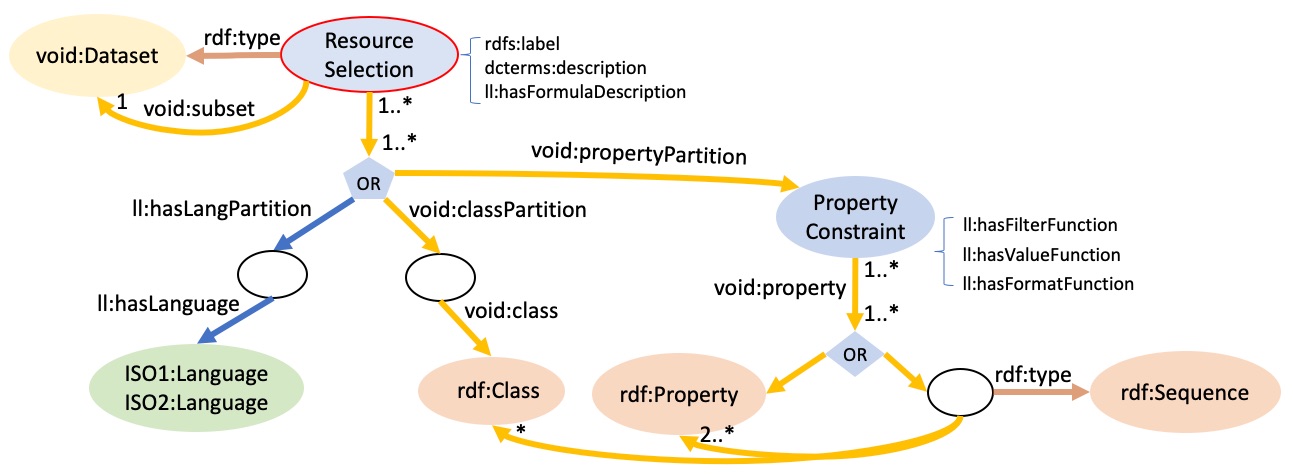 void:Dataset
rdf:type
Resource
Selection
rdfs:label
dcterms:description
ll:hasFormulaDescription
1
void:subset
1..*
1..*
OR
void:propertyPartition
ll:hasLangPartition
void:classPartition
Property
Constraint
ll:hasFilterFunction
ll:hasValueFunction
ll:hasFormatFunction
1..*
void:property
1..*
ll:hasLanguage
void:class
OR
ISO1:Language
ISO2:Language
rdf:Class
rdf:Property
rdf:type
rdf:Sequence
*
2..*